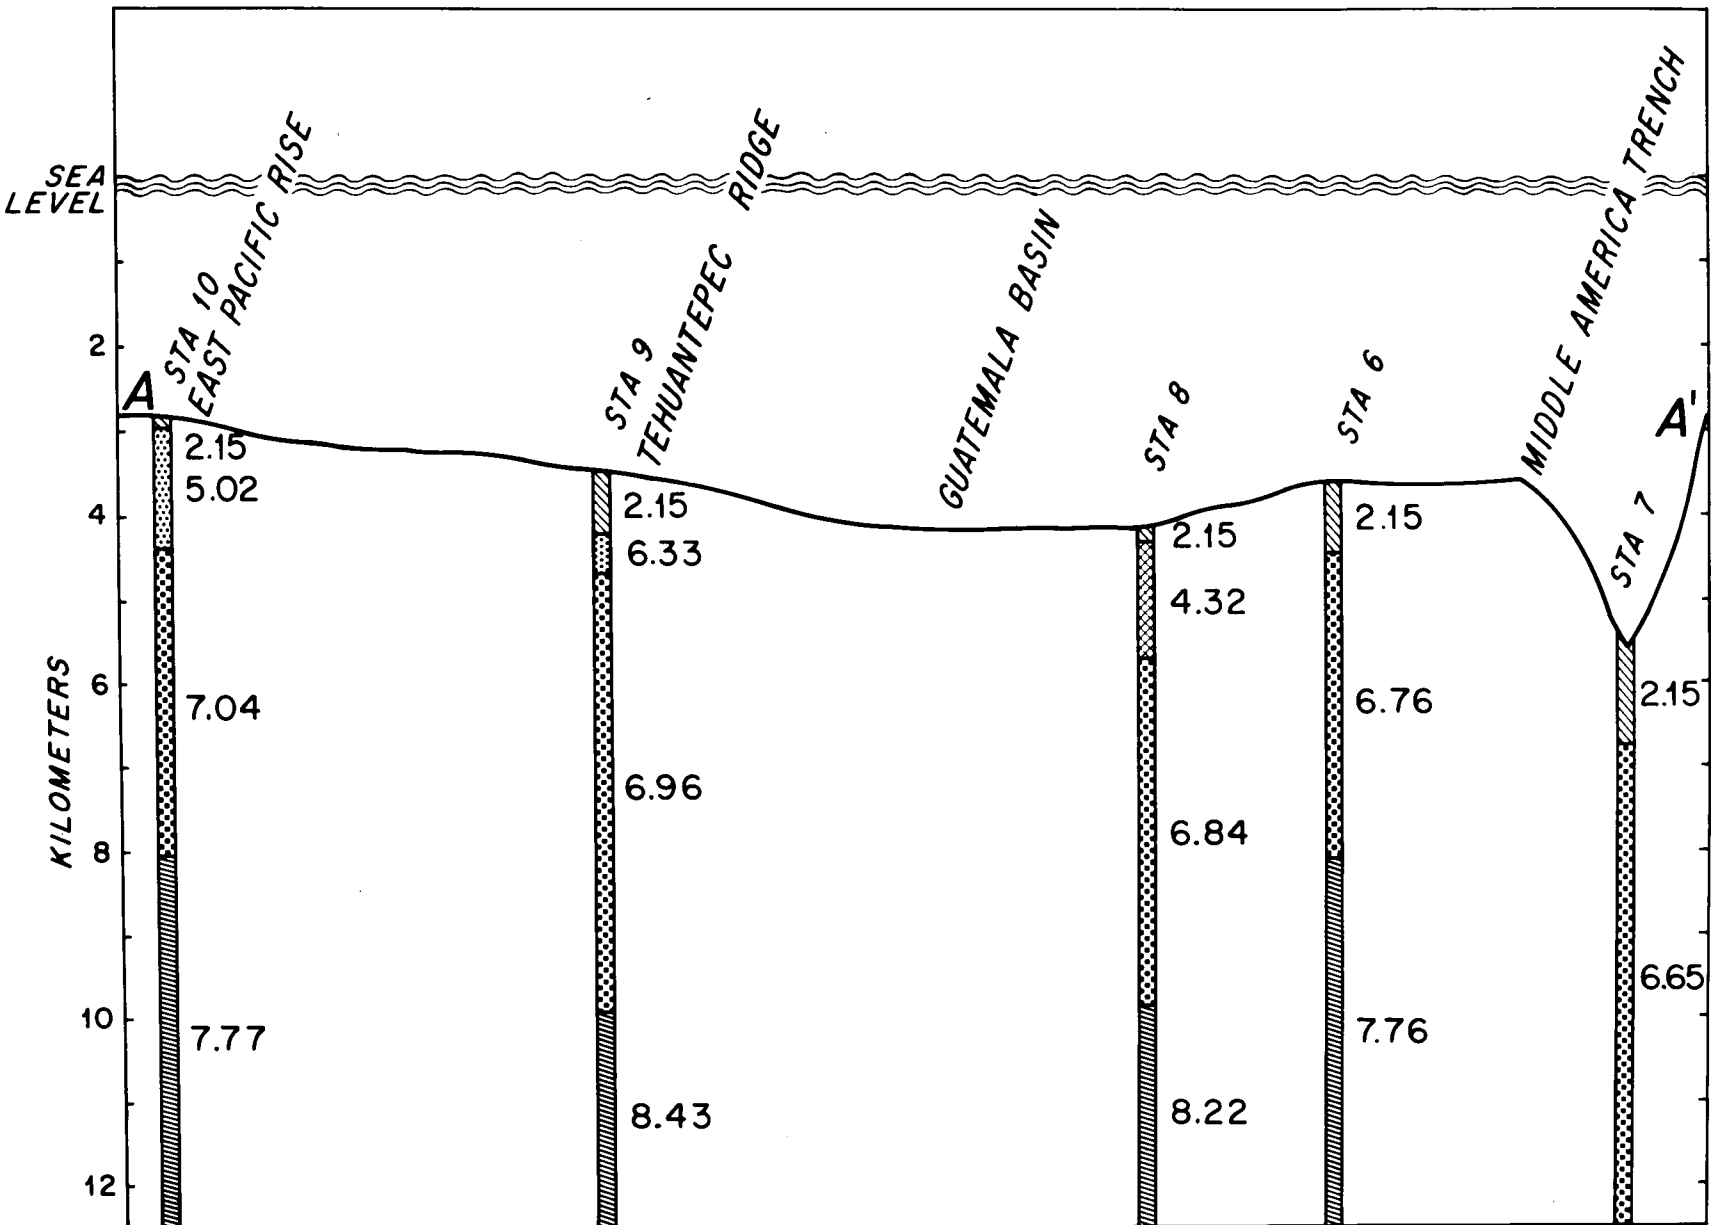 SEA
LEVEL
STA 10
EAST PACIFIC RISE
STA 9
TEHUANTEPEC RIDGE
GUATEMALA BASIN
STA 8
STA 6
MIDDLE AMERICA TRENCH
STA 7
A
A'
KILOMETERS
2
4
6
8
10
12
2.15
5.02
7.04
7.77
2.15
6.33
6.96
8.43
2.15
4.32
6.84
8.22
2.15
6.76
7.76
2.15
6.65